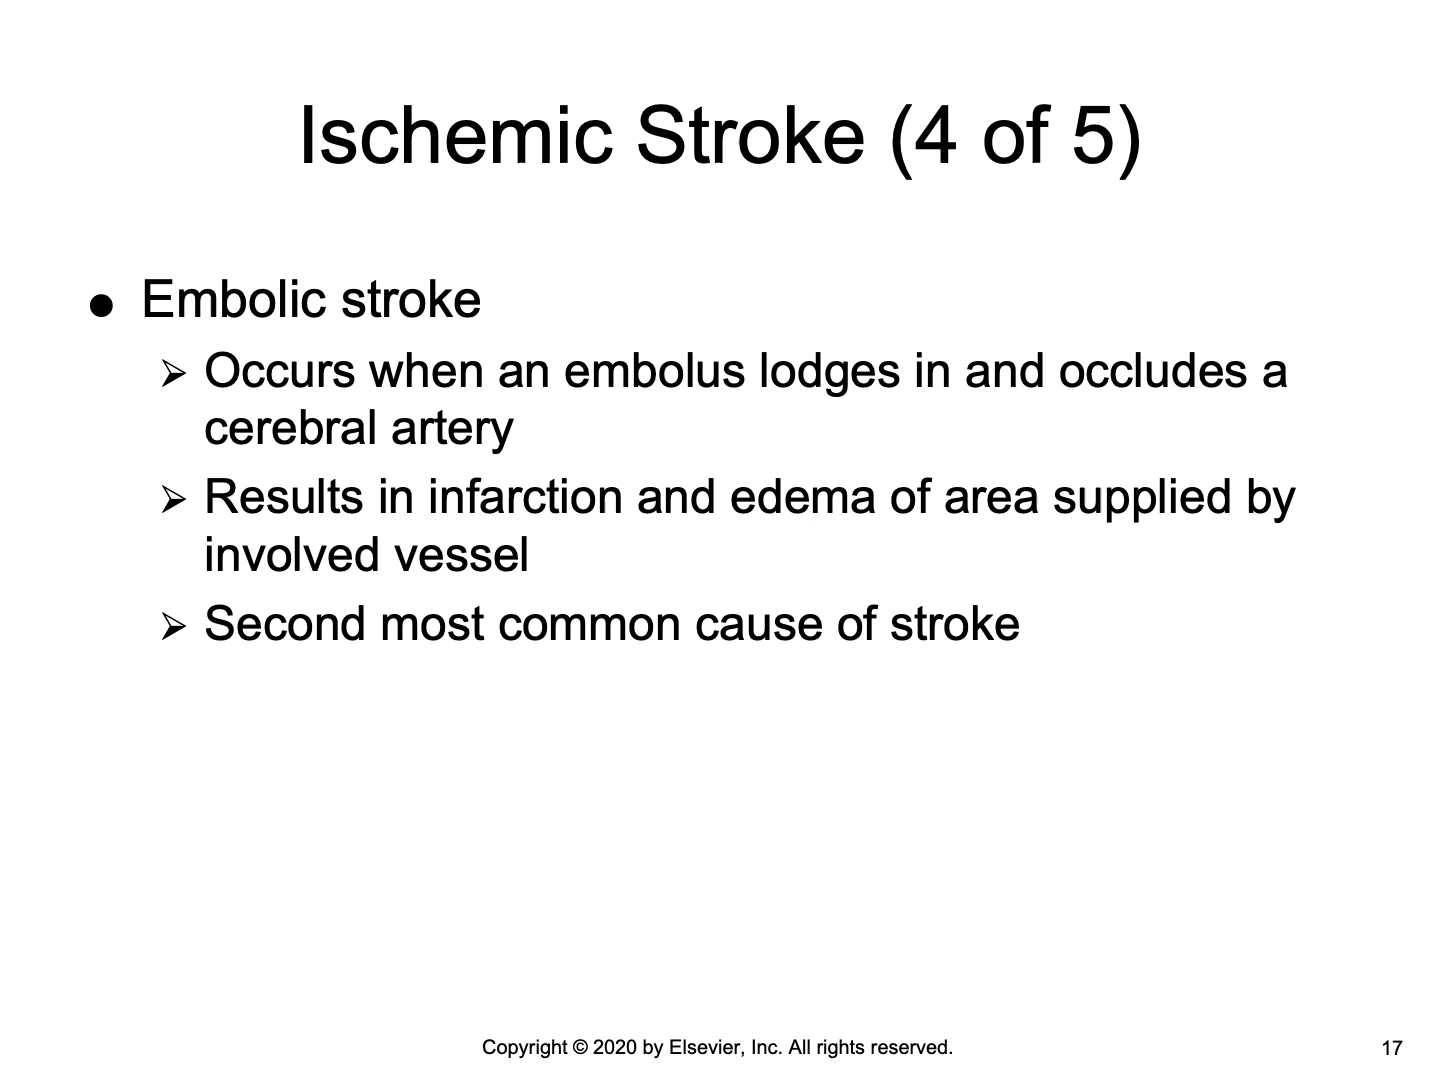 Ischemic Stroke (4 of 5)
● Embolic stroke
➢ Occurs when an embolus lodges in and occludes a
cerebral artery
➢ Results in infarction and edema of area supplied by
involved vessel
➢ Second most common cause of stroke
Copyright © 2020 by Elsevier, Inc. All rights reserved.
17